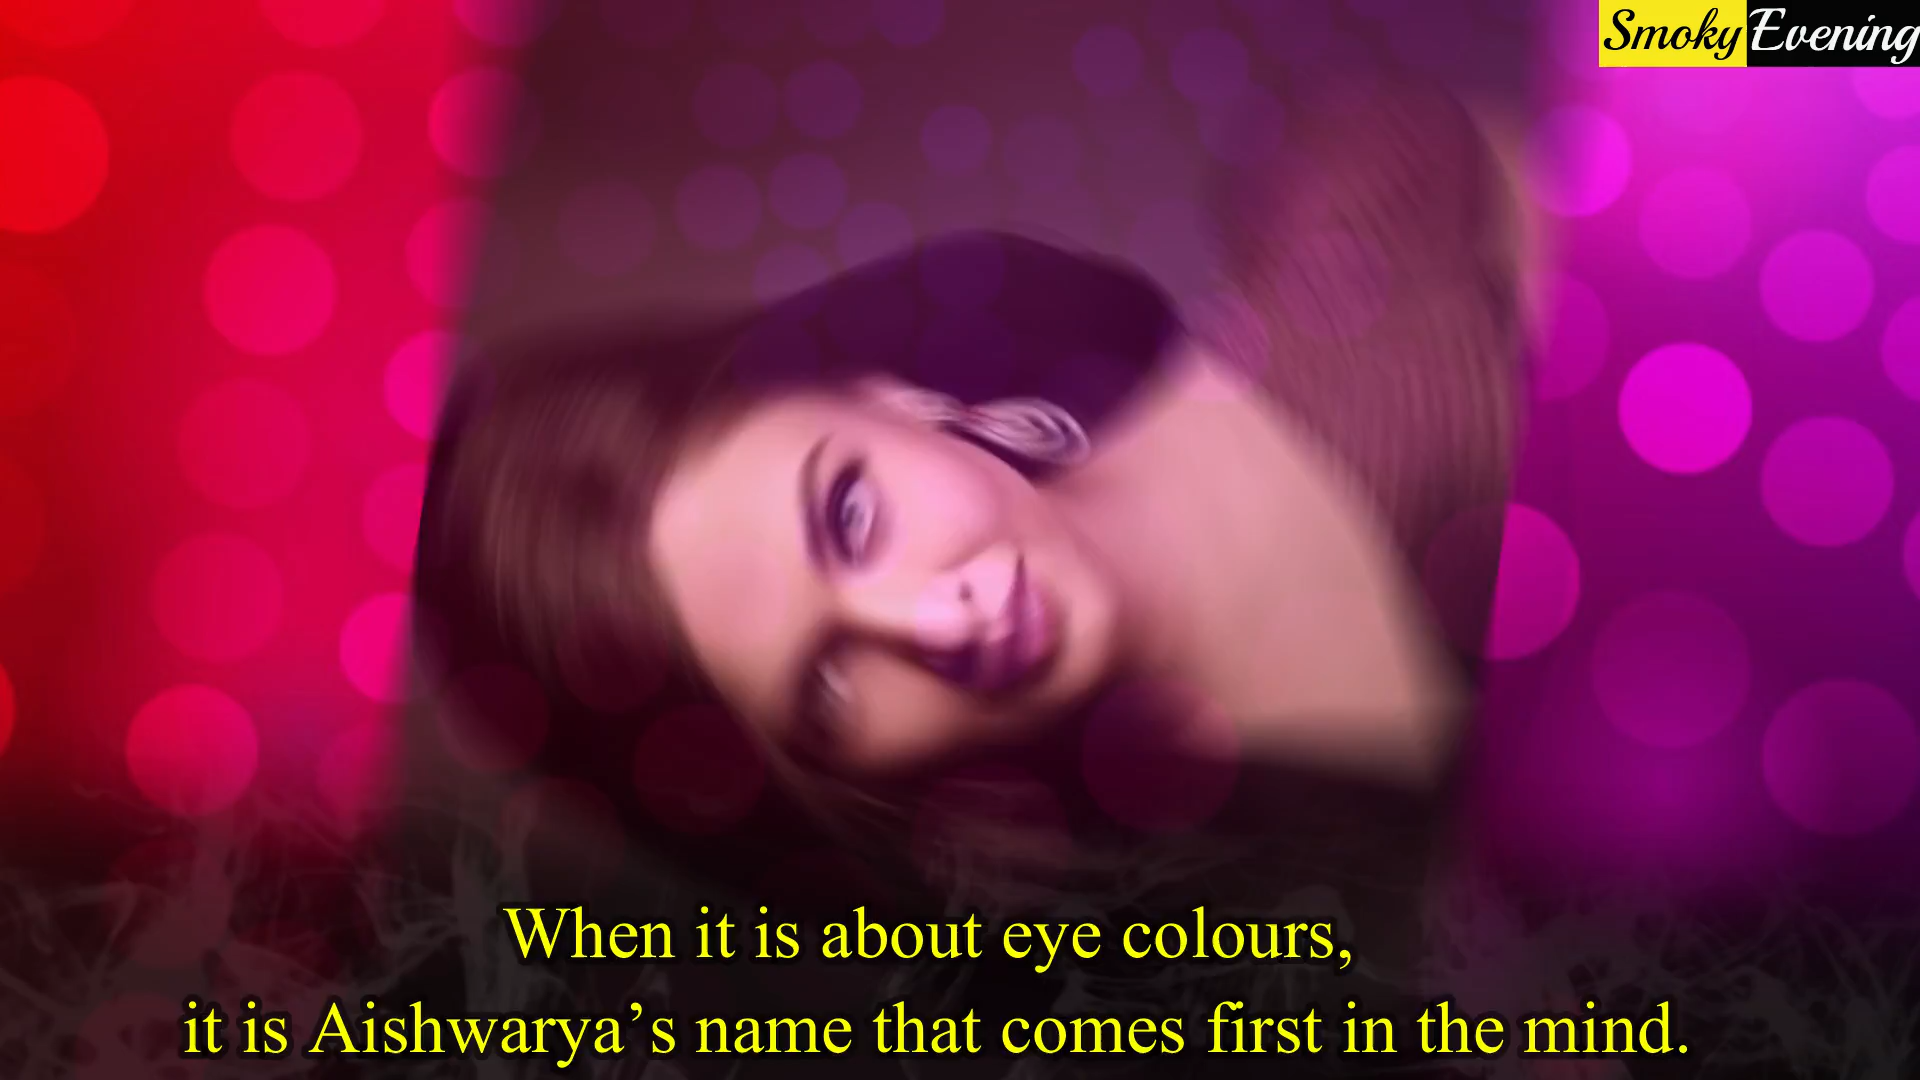 Smoky Evening
When it is about eye colours,
it is Aishwarya’s name that comes first in the mind.